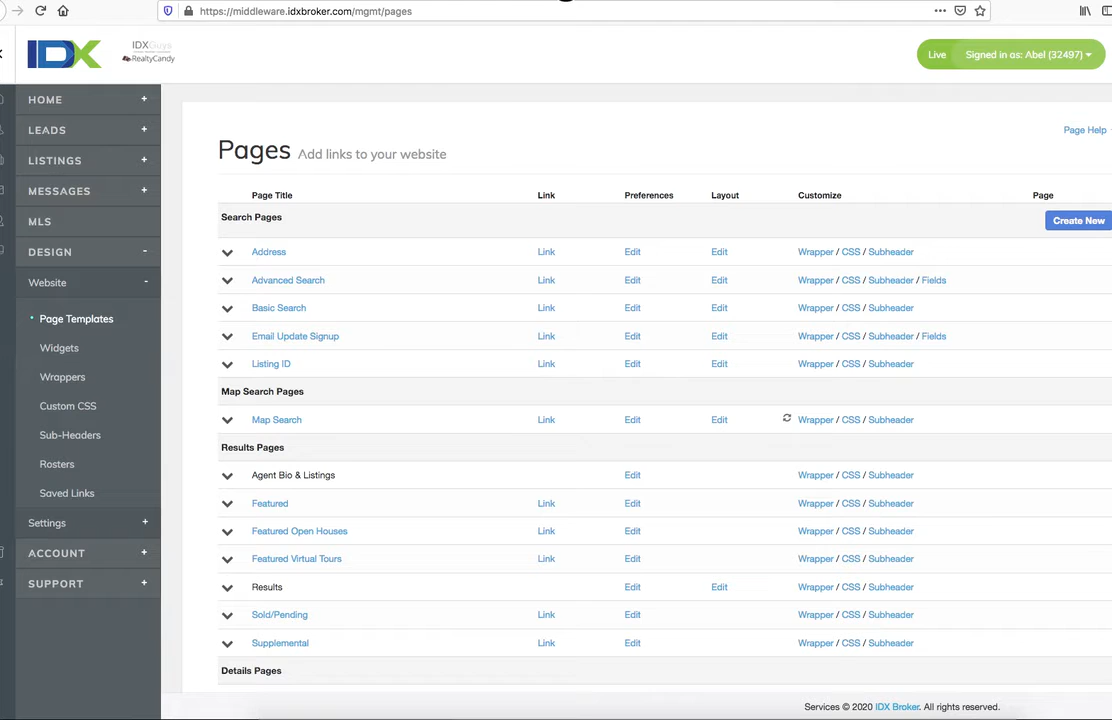 https://middleware.idxbroker.com/mgmt/pages
IDX
IDXGuys
RealtyCandy
Live Signed in as: Abel (32497)
HOME +
LEADS +
LISTINGS +
MESSAGES +
MLS
DESIGN -
Website -
Page Templates
Widgets
Wrappers
Custom CSS
Sub-Headers
Rosters
Saved Links
Settings +
ACCOUNT +
SUPPORT +
Page Help
Pages Add links to your website
Page Title Link Preferences Layout Customize Page
Search Pages Create New
Address Link Edit Edit Wrapper / CSS / Subheader
Advanced Search Link Edit Edit Wrapper / CSS / Subheader / Fields
Basic Search Link Edit Edit Wrapper / CSS / Subheader
Email Update Signup Link Edit Edit Wrapper / CSS / Subheader / Fields
Listing ID Link Edit Edit Wrapper / CSS / Subheader
Map Search Pages
Map Search Link Edit Edit Wrapper / CSS / Subheader
Results Pages
Agent Bio & Listings Edit Wrapper / CSS / Subheader
Featured Link Edit Wrapper / CSS / Subheader
Featured Open Houses Link Edit Wrapper / CSS / Subheader
Featured Virtual Tours Link Edit Wrapper / CSS / Subheader
Results Edit Edit Wrapper / CSS / Subheader
Sold/Pending Link Edit Wrapper / CSS / Subheader
Supplemental Link Edit Wrapper / CSS / Subheader
Details Pages
Services © 2020 IDX Broker. All rights reserved.